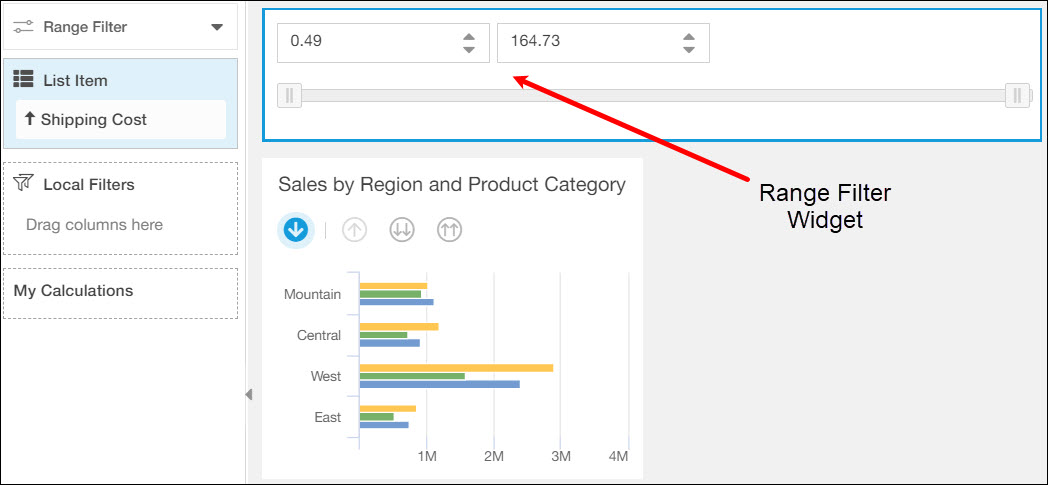 Range Filter
List Item
Shipping Cost
Local Filters
Drag columns here
My Calculations
0.49
164.73
Range Filter
Widget
Sales by Region and Product Category
Mountain
Central
West
East
1M 2M 3M 4M